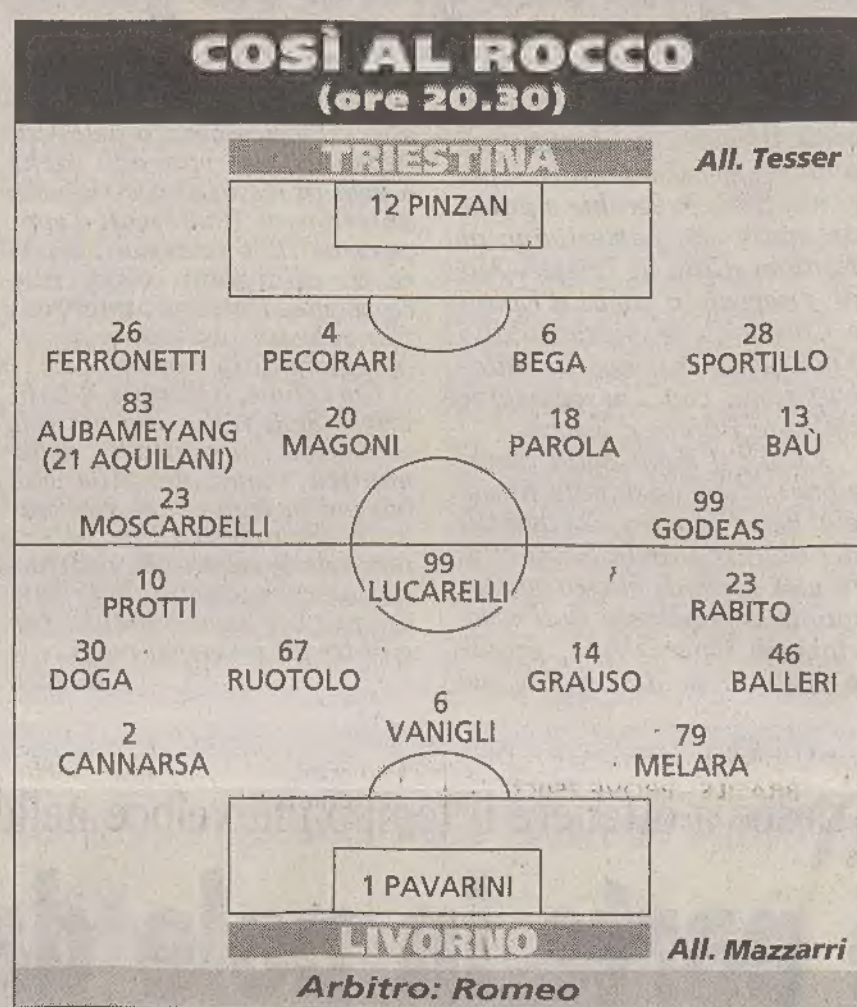 COSÌ AL ROCCO
(ore 20.30)
TRIESTINA
All. Tesser
12 PINZAN
26 4 6 28
FERRONETTI PECORARI BEGA SPORTILLO
83 20 18 13
AUBAMEYANG MAGONI PAROLA BAÙ
(21 AQUILANI)
23 99
MOSCARDELLI GODEAS
99
LUCARELLI
10 23
PROTTI RABITO
30 67 14 46
DOGA RUOTOLO GRAUSO BALLERI
6
VANIGLI
2 79
CANNARSA MELARA
1 PAVARINI
LIVORNO
All. Mazzarri
Arbitro: Romeo